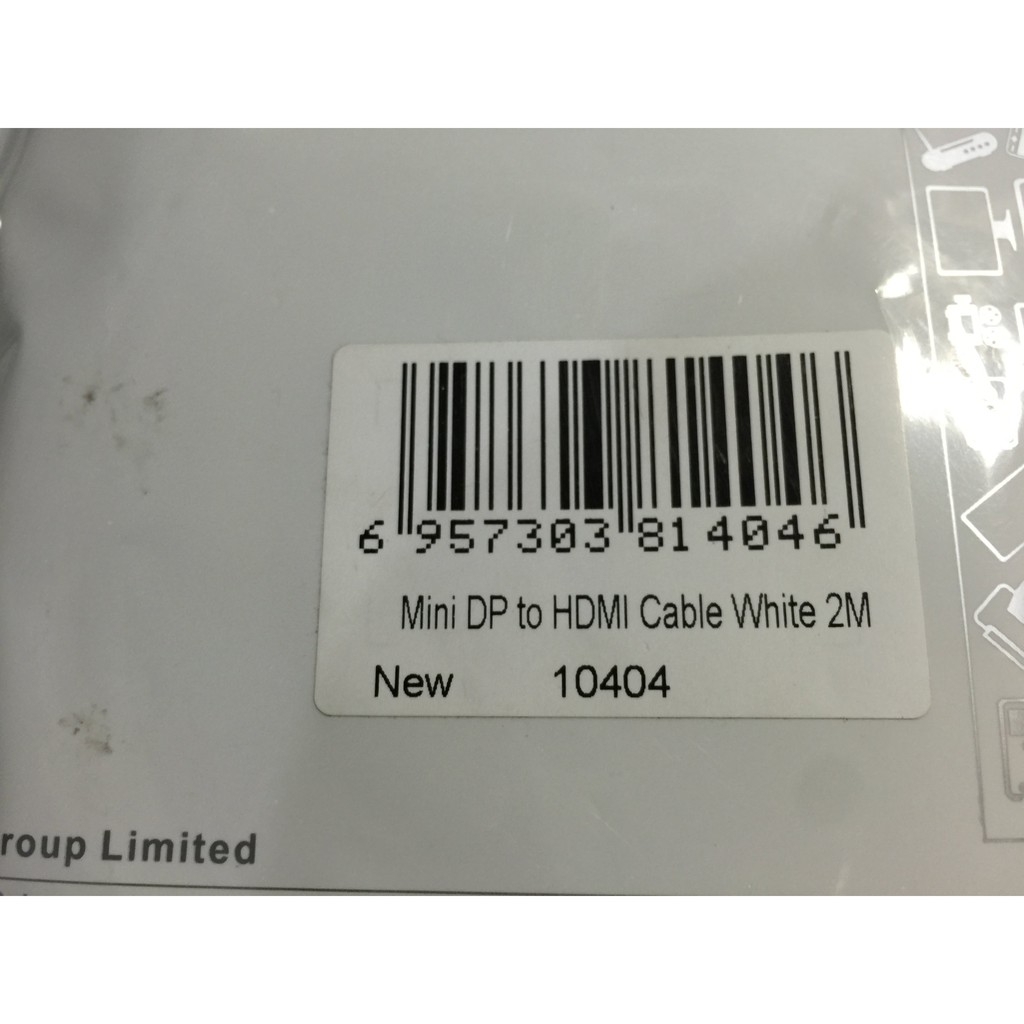 6 957303 814046
Mini DP to HDMI Cable White 2M
New 10404
roup Limited